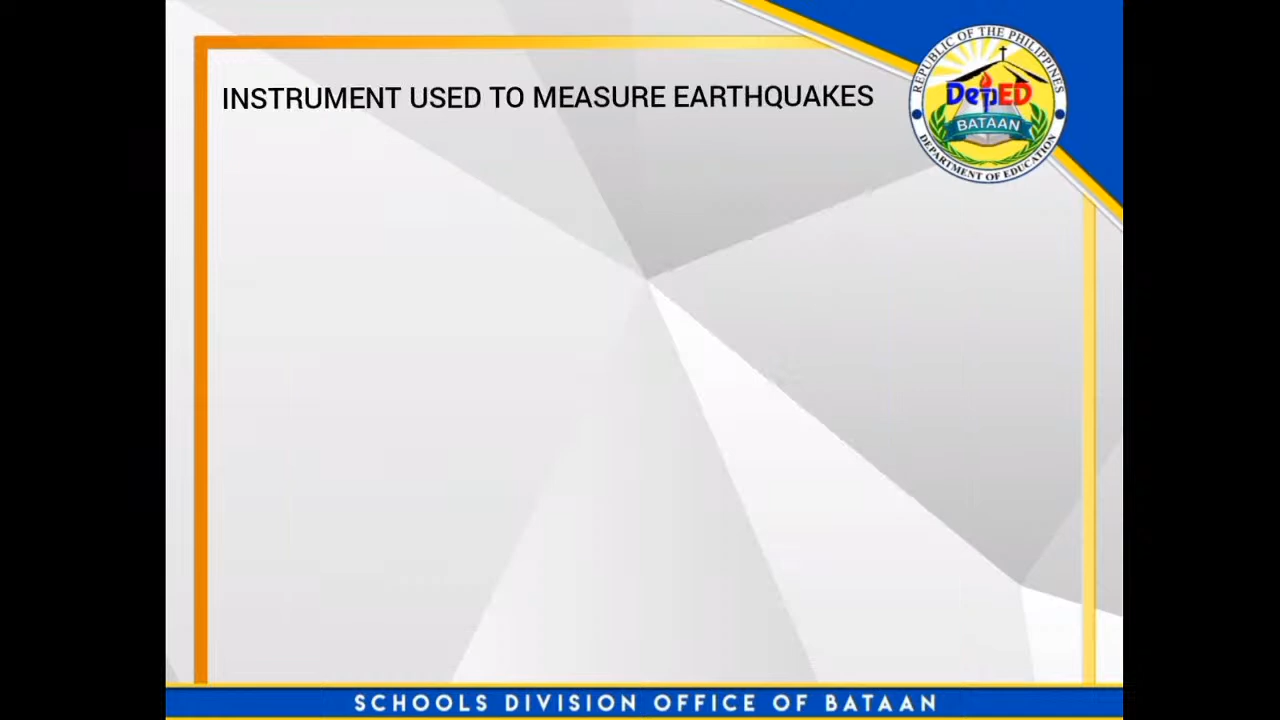 INSTRUMENT USED TO MEASURE EARTHQUAKES
REPUBLIC OF THE PHILIPPINES
DepED
BATAAN
DEPARTMENT OF EDUCATION
SCHOOLS DIVISION OFFICE OF BATAAN